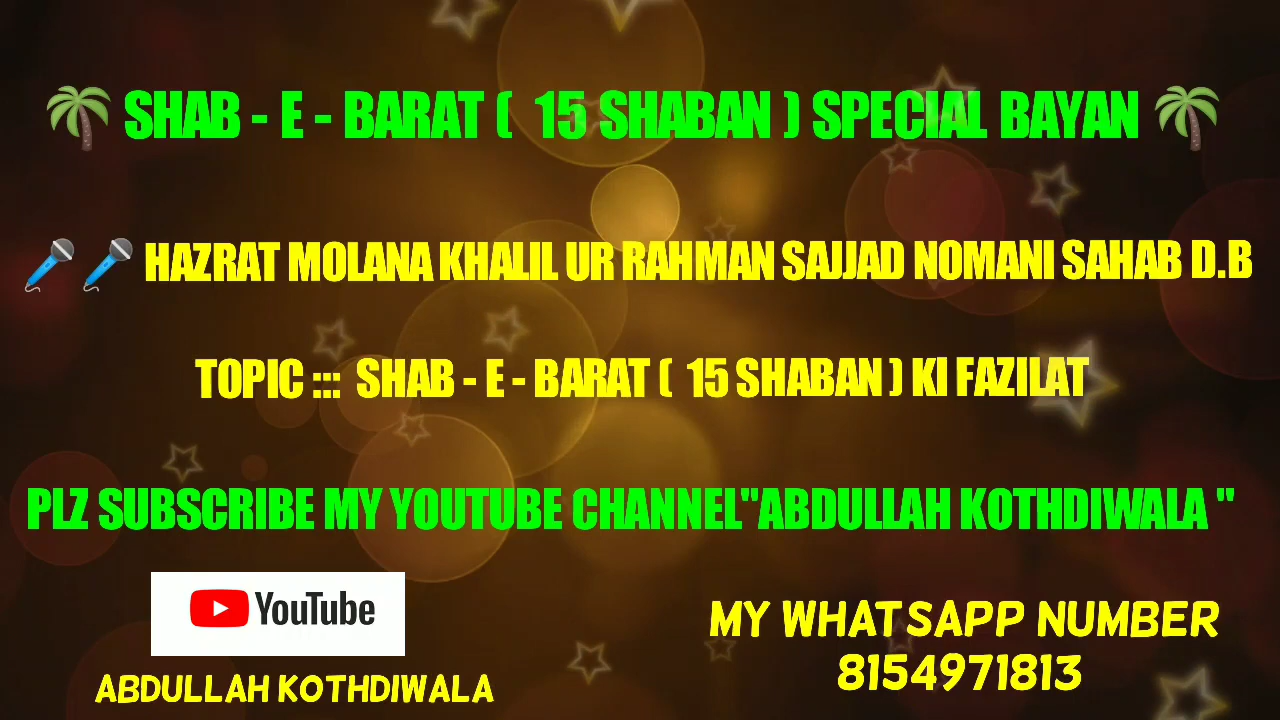 🌴 SHAB - E - BARAT ( 15 SHABAN ) SPECIAL BAYAN 🌴
🎤🎤 HAZRAT MOLANA KHALIL UR RAHMAN SAJJAD NOMANI SAHAB D.B
TOPIC ::: SHAB - E - BARAT ( 15 SHABAN ) KI FAZILAT
PLZ SUBSCRIBE MY YOUTUBE CHANNEL"ABDULLAH KOTHDIWALA "
YouTube
ABDULLAH KOTHDIWALA
MY WHATSAPP NUMBER
8154971813